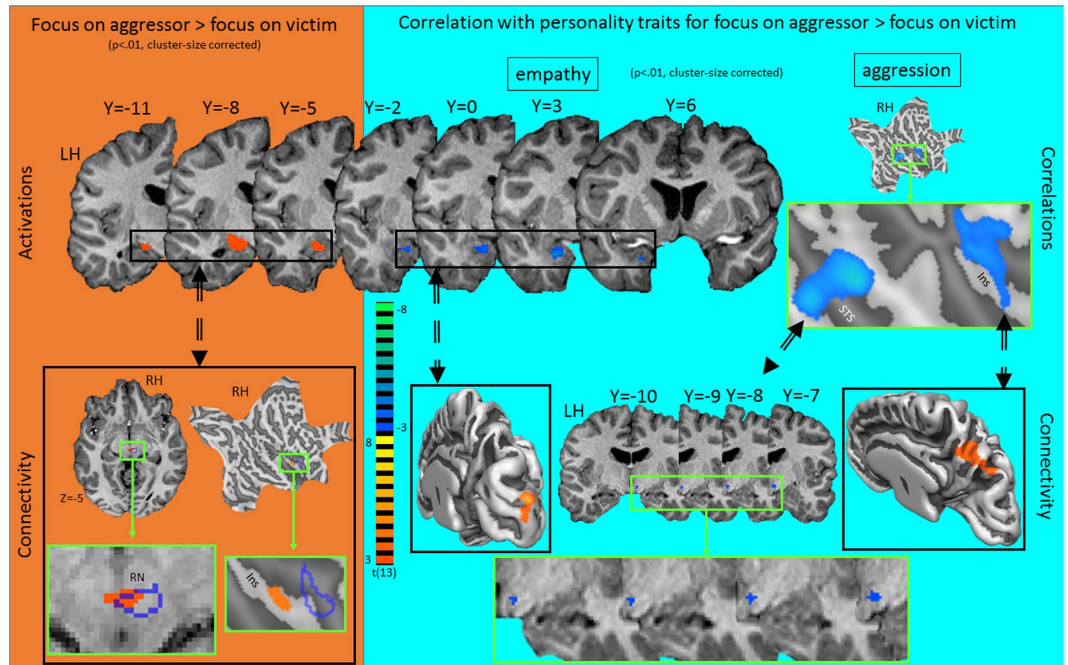 Focus on aggressor > focus on victim
(p<.01, cluster-size corrected)
Correlation with personality traits for focus on aggressor > focus on victim
empathy
(p<.01, cluster-size corrected)
aggression
Y=-11
Y=-8
Y=-5
Y=-2
Y=0
Y=3
Y=6
RH
LH
Activations
Correlations
Ins
STS
-8
-3
8
3
t(13)
RH
RH
Z=-5
Connectivity
RN
Ins
LH
Y=-10
Y=-9
Y=-8
Y=-7
Connectivity